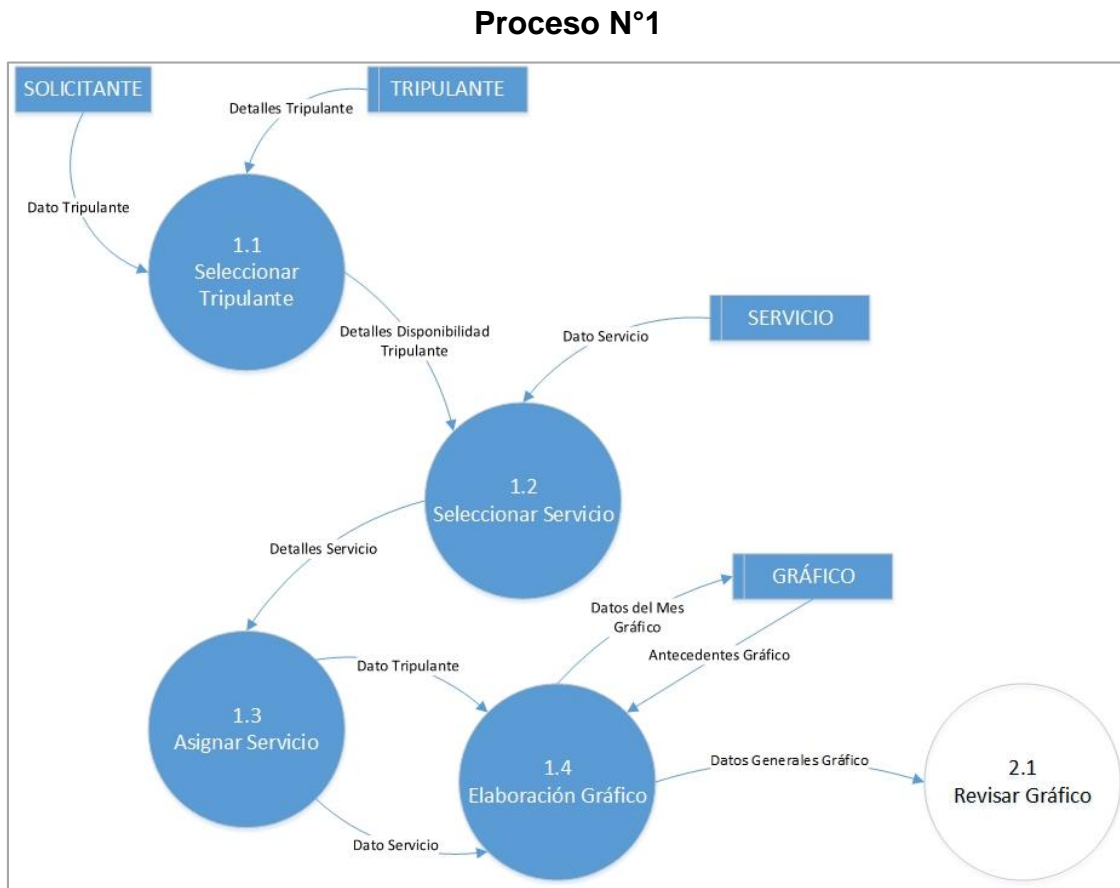 Proceso N°1
SOLICITANTE
TRIPULANTE
Detalles Tripulante
Dato Tripulante
1.1
Seleccionar
Tripulante
Detalles Disponibilidad
Tripulante
SERVICIO
Dato Servicio
1.2
Seleccionar Servicio
Detalles Servicio
GRÁFICO
Datos del Mes
Gráfico
Antecedentes Gráfico
Dato Tripulante
1.3
Asignar Servicio
1.4
Elaboración Gráfico
Datos Generales Gráfico
2.1
Revisar Gráfico
Dato Servicio